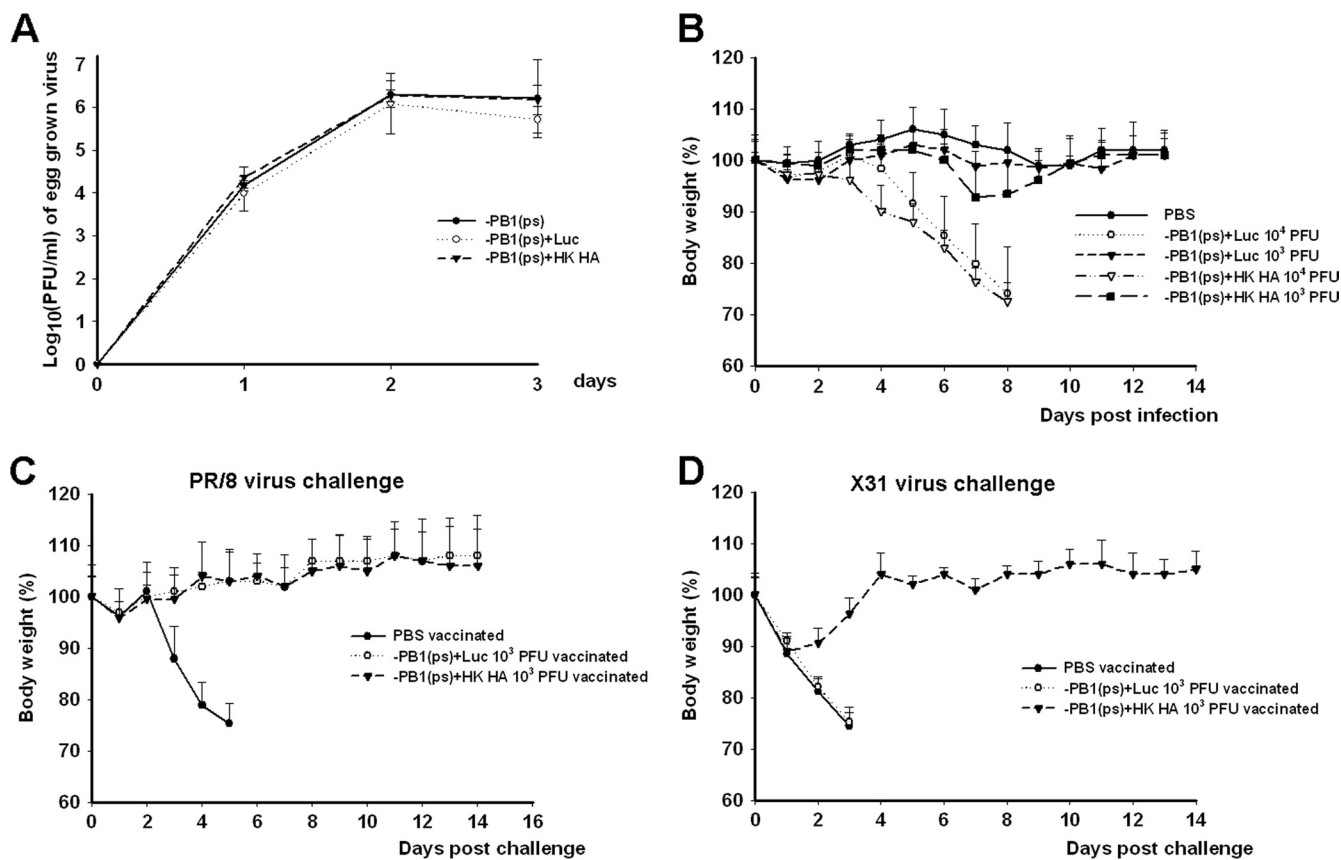 A
Log10(PFU/ml) of egg grown virus
7
6
5
4
3
2
1
0
0 1 2 3 days
-PB1(ps)
-PB1(ps)+Luc
-PB1(ps)+HK HA
B
Body weight (%)
120
110
100
90
80
70
60
0 2 4 6 8 10 12 14
Days post infection
PBS
-PB1(ps)+Luc 10⁴ PFU
-PB1(ps)+Luc 10³ PFU
-PB1(ps)+HK HA 10⁴ PFU
-PB1(ps)+HK HA 10³ PFU
C
PR/8 virus challenge
Body weight (%)
120
110
100
90
80
70
60
0 2 4 6 8 10 12 14 16
Days post challenge
PBS vaccinated
-PB1(ps)+Luc 10³ PFU vaccinated
-PB1(ps)+HK HA 10³ PFU vaccinated
D
X31 virus challenge
Body weight (%)
120
110
100
90
80
70
60
0 2 4 6 8 10 12 14
Days post challenge
PBS vaccinated
-PB1(ps)+Luc 10³ PFU vaccinated
-PB1(ps)+HK HA 10³ PFU vaccinated